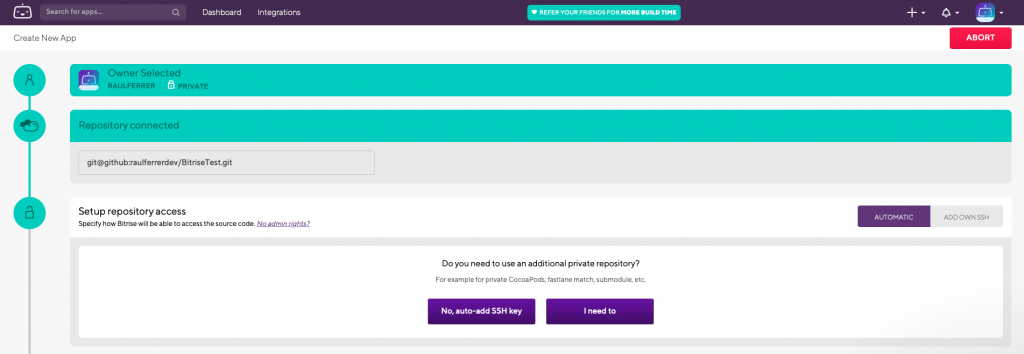 Search for apps...
Dashboard
Integrations
REFER YOUR FRIENDS FOR MORE BUILD TIME
Create New App
ABORT
Owner Selected
RAULFERRER
PRIVATE
Repository connected
git@github:raulferrerdev/BitriseTest.git
Setup repository access
Specify how Bitrise will be able to access the source code. No admin rights?
AUTOMATIC
ADD OWN SSH
Do you need to use an additional private repository?
For example for private CocoaPods, fastlane match, submodule, etc.
No, auto-add SSH key
I need to